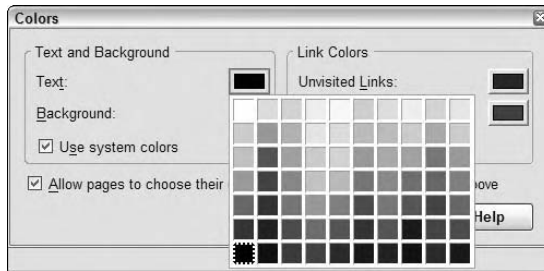 Colors
Text and Background
Link Colors
Text:
Unvisited Links:
Background:
Use system colors
Allow pages to choose their
Help